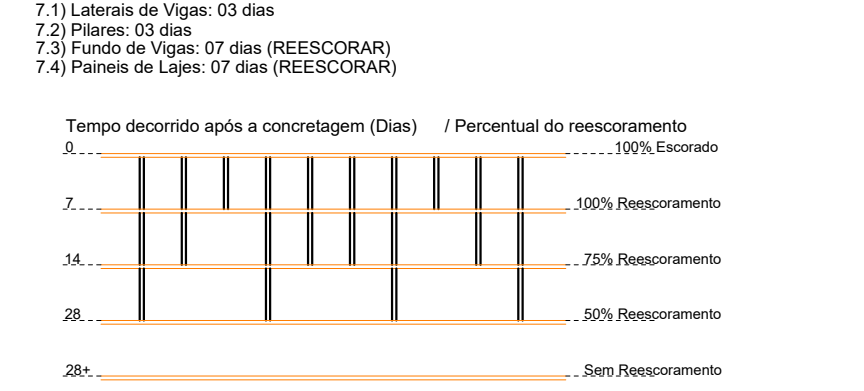 7.1) Laterais de Vigas: 03 dias
7.2) Pilares: 03 dias
7.3) Fundo de Vigas: 07 dias (REESCORAR)
7.4) Paineis de Lajes: 07 dias (REESCORAR)
Tempo decorrido após a concretagem (Dias) / Percentual do reescoramento
0 100% Escorado
7 100% Reescoramento
14 75% Reescoramento
28 50% Reescoramento
28+ Sem Reescoramento